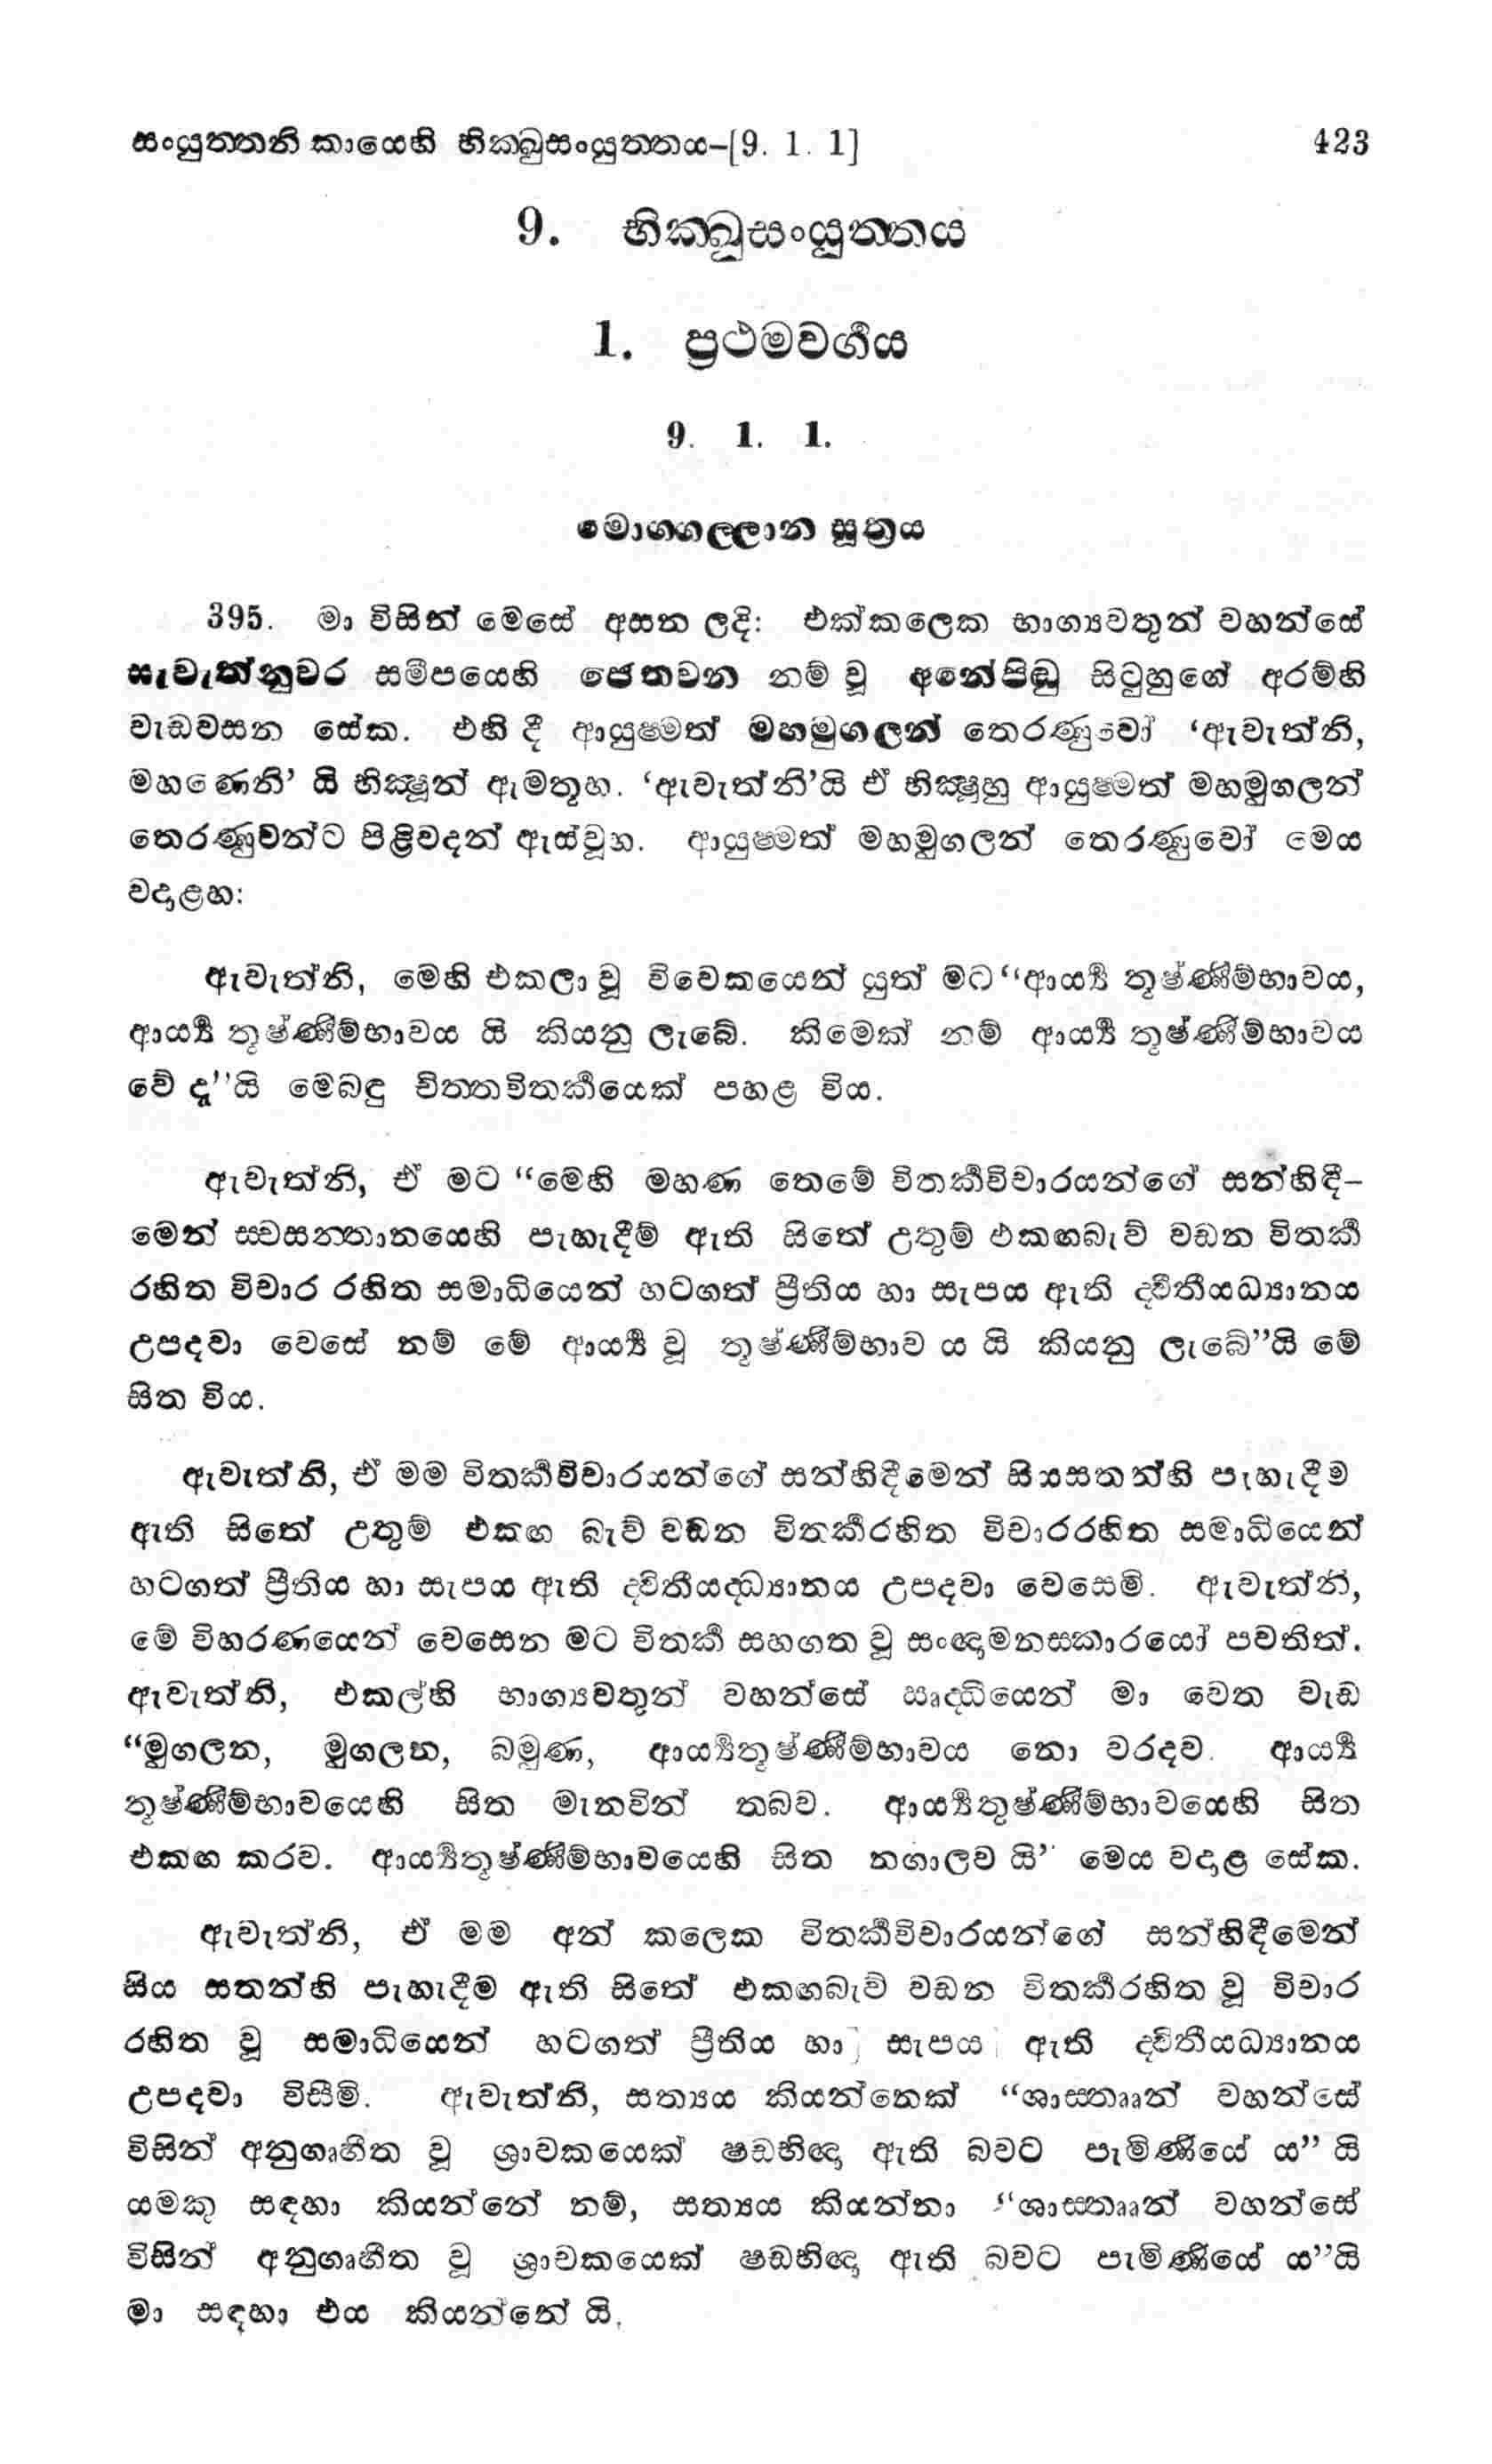 සංයුත්තනිකායෙහි භික්ඛුසංයුත්තය–[9. 1. 1] 423
9. භික්ඛුසංයුත්තය
1. ප්‍රථමවර්ගය
9. 1. 1.
මොග්ගල්ලාන සූත්‍රය
395. මා විසින් මෙසේ අසන ලදි: එක්කලෙක භාග්‍යවතුන් වහන්සේ
සැවැත්නුවර සමීපයෙහි ජෙතවන නම් වූ අනේපිඬු සිටුහුගේ අරම්හි
වැඩවසන සේක. එහි දී ආයුෂ්මත් මහමුගලන් තෙරණුවෝ ‘ඇවැත්නි,
මහණෙනි’ යි භික්‍ෂූන් ඇමතූහ. ‘ඇවැත්නි’යි ඒ භික්‍ෂූහු ආයුෂ්මත් මහමුගලන්
තෙරණුවන්ට පිළිවදන් ඇස්වූහ. ආයුෂ්මත් මහමුගලන් තෙරණුවෝ මෙය
වදාළහ:
ඇවැත්නි, මෙහි එකලා වූ විවෙකයෙන් යුත් මට “ආර්‍ය්‍ය තූෂ්ණීම්භාවය,
ආර්‍ය්‍ය තූෂ්ණීම්භාවය යි කියනු ලැබේ. කිමෙක් නම් ආර්‍ය්‍ය තූෂ්ණීම්භාවය
වේ දැ”යි මෙබඳු චිත්තවිතර්කයෙක් පහළ විය.
ඇවැත්නි, ඒ මට “මෙහි මහණ තෙමේ විතර්කවිචාරයන්ගේ සන්හිඳී–
මෙන් ස්වසන්තානයෙහි පැහැදීම් ඇති සිතේ උතුම් එකඟබැව් වඩන විතර්ක
රහිත විචාර රහිත සමාධියෙන් හටගත් ප්‍රීතිය හා සැපය ඇති ද්විතීයධ්‍යානය
උපදවා වෙසේ නම් මේ ආර්‍ය්‍ය වූ තූෂ්ණීම්භාව ය යි කියනු ලැබේ”යි මේ
සිත විය.
ඇවැත්නි, ඒ මම විතර්කවිචාරයන්ගේ සන්හිඳීමෙන් සියසතන්හි පැහැදීම
ඇති සිතේ උතුම් එකඟ බැව් වඩන විතර්කරහිත විචාරරහිත සමාධියෙන්
හටගත් ප්‍රීතිය හා සැපය ඇති ද්විතීයද්ධ්‍යානය උපදවා වෙසෙමි. ඇවැත්නි,
මේ විහරණයෙන් වෙසෙන මට විතර්ක සහගත වූ සංඥාමනසකාරයෝ පවතිත්.
ඇවැත්නි, එකල්හි භාග්‍යවතුන් වහන්සේ ඍද්ධියෙන් මා වෙත වැඩ
“මුගලන, මුගලන, බමුණ, ආර්‍ය්‍යතූෂ්ණීම්භාවය නො වරදව. ආර්‍ය්‍ය
තූෂ්ණීම්භාවයෙහි සිත මැනවින් තබව. ආර්‍ය්‍යතූෂ්ණීම්භාවයෙහි සිත
එකඟ කරව. ආර්‍ය්‍යතූෂ්ණීම්භාවයෙහි සිත නගාලව යි” මෙය වදාළ සේක.
ඇවැත්නි, ඒ මම අන් කලෙක විතර්කවිචාරයන්ගේ සන්හිඳීමෙන්
සිය සතන්හි පැහැදීම ඇති සිතේ එකඟබැව් වඩන විතර්කරහිත වූ විචාර
රහිත වූ සමාධියෙන් හටගත් ප්‍රීතිය හා සැපය ඇති ද්විතීයධ්‍යානය
උපදවා විසීමි. ඇවැත්නි, සත්‍යය කියන්නෙක් “ශාස්තෲන් වහන්සේ
විසින් අනුගෘහීත වූ ශ්‍රාවකයෙක් ෂඩභිඥා ඇති බවට පැමිණියේ ය” යි
යමකු සඳහා කියන්නේ නම්, සත්‍යය කියන්නා “ශාස්තෲන් වහන්සේ
විසින් අනුගෘහීත වූ ශ්‍රාවකයෙක් ෂඩභිඥා ඇති බවට පැමිණියේ ය”යි
මා සඳහා එය කියන්නේ යි.